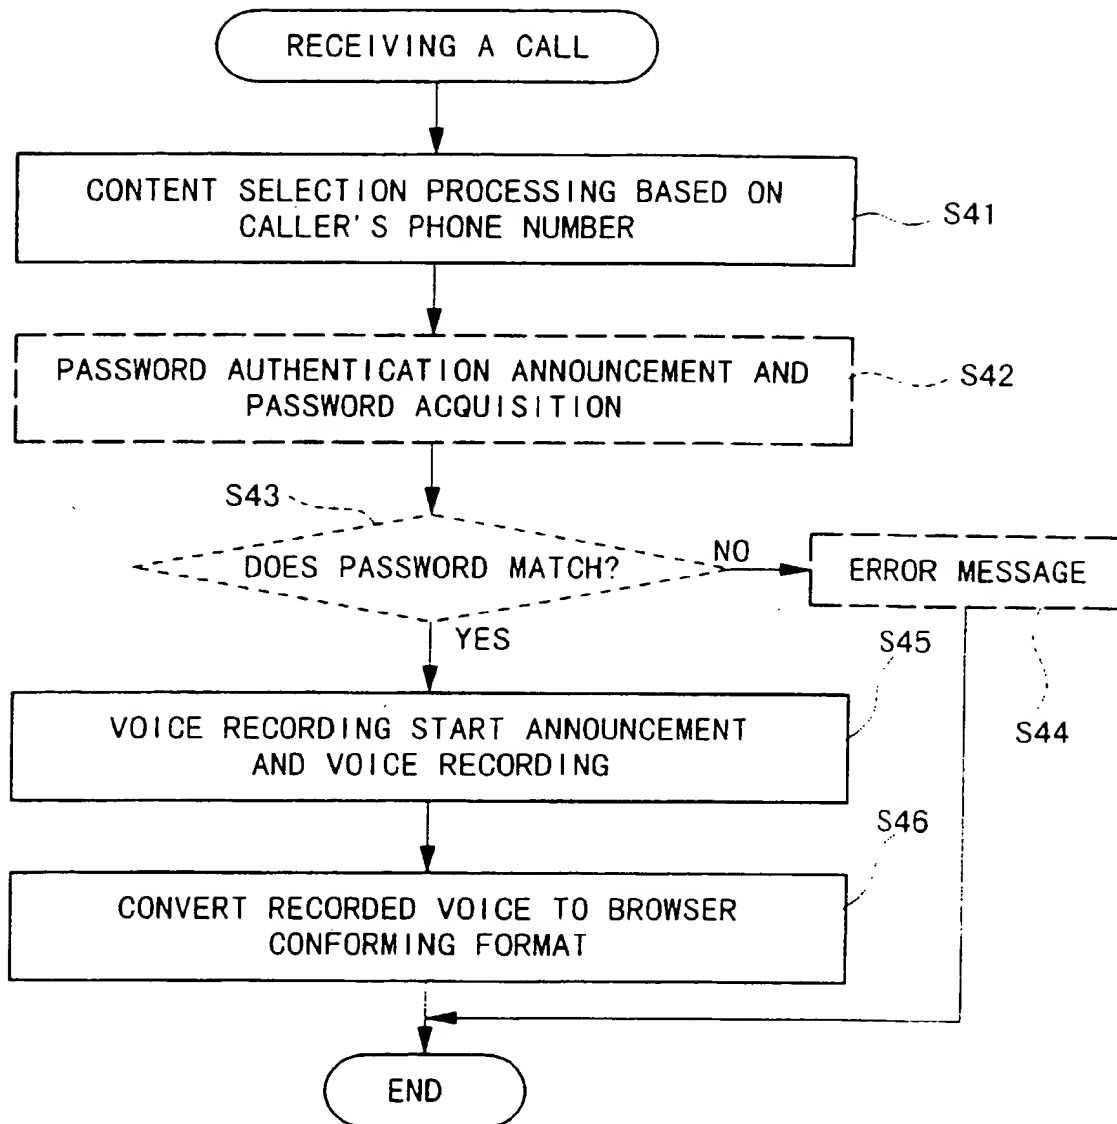 RECEIVING A CALL
CONTENT SELECTION PROCESSING BASED ON
CALLER'S PHONE NUMBER
S41
PASSWORD AUTHENTICATION ANNOUNCEMENT AND
PASSWORD ACQUISITION
S42
S43
DOES PASSWORD MATCH?
NO
ERROR MESSAGE
S44
YES
S45
VOICE RECORDING START ANNOUNCEMENT
AND VOICE RECORDING
S46
CONVERT RECORDED VOICE TO BROWSER
CONFORMING FORMAT
END